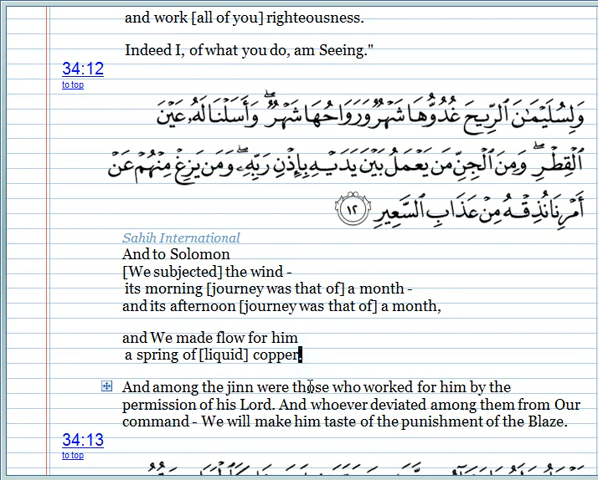 and work [all of you] righteousness.
Indeed I, of what you do, am Seeing."
34:12
to top
وَلِسُلَيْمَـٰنَ ٱلرِّيحَ غُدُوُّهَا شَهْرٌ وَرَوَاحُهَا شَهْرٌ ۖ وَأَسَلْنَا لَهُۥ عَيْنَ
ٱلْقِطْرِ ۖ وَمِنَ ٱلْجِنِّ مَن يَعْمَلُ بَيْنَ يَدَيْهِ بِإِذْنِ رَبِّهِۦ ۖ وَمَن يَزِغْ مِنْهُمْ عَنْ
أَمْرِنَا نُذِقْهُ مِنْ عَذَابِ ٱلسَّعِيرِ ١٢
Sahih International
And to Solomon
[We subjected] the wind -
its morning [journey was that of] a month -
and its afternoon [journey was that of] a month,
and We made flow for him
a spring of [liquid] copper.
And among the jinn were those who worked for him by the
permission of his Lord. And whoever deviated among them from Our
command - We will make him taste of the punishment of the Blaze.
34:13
to top